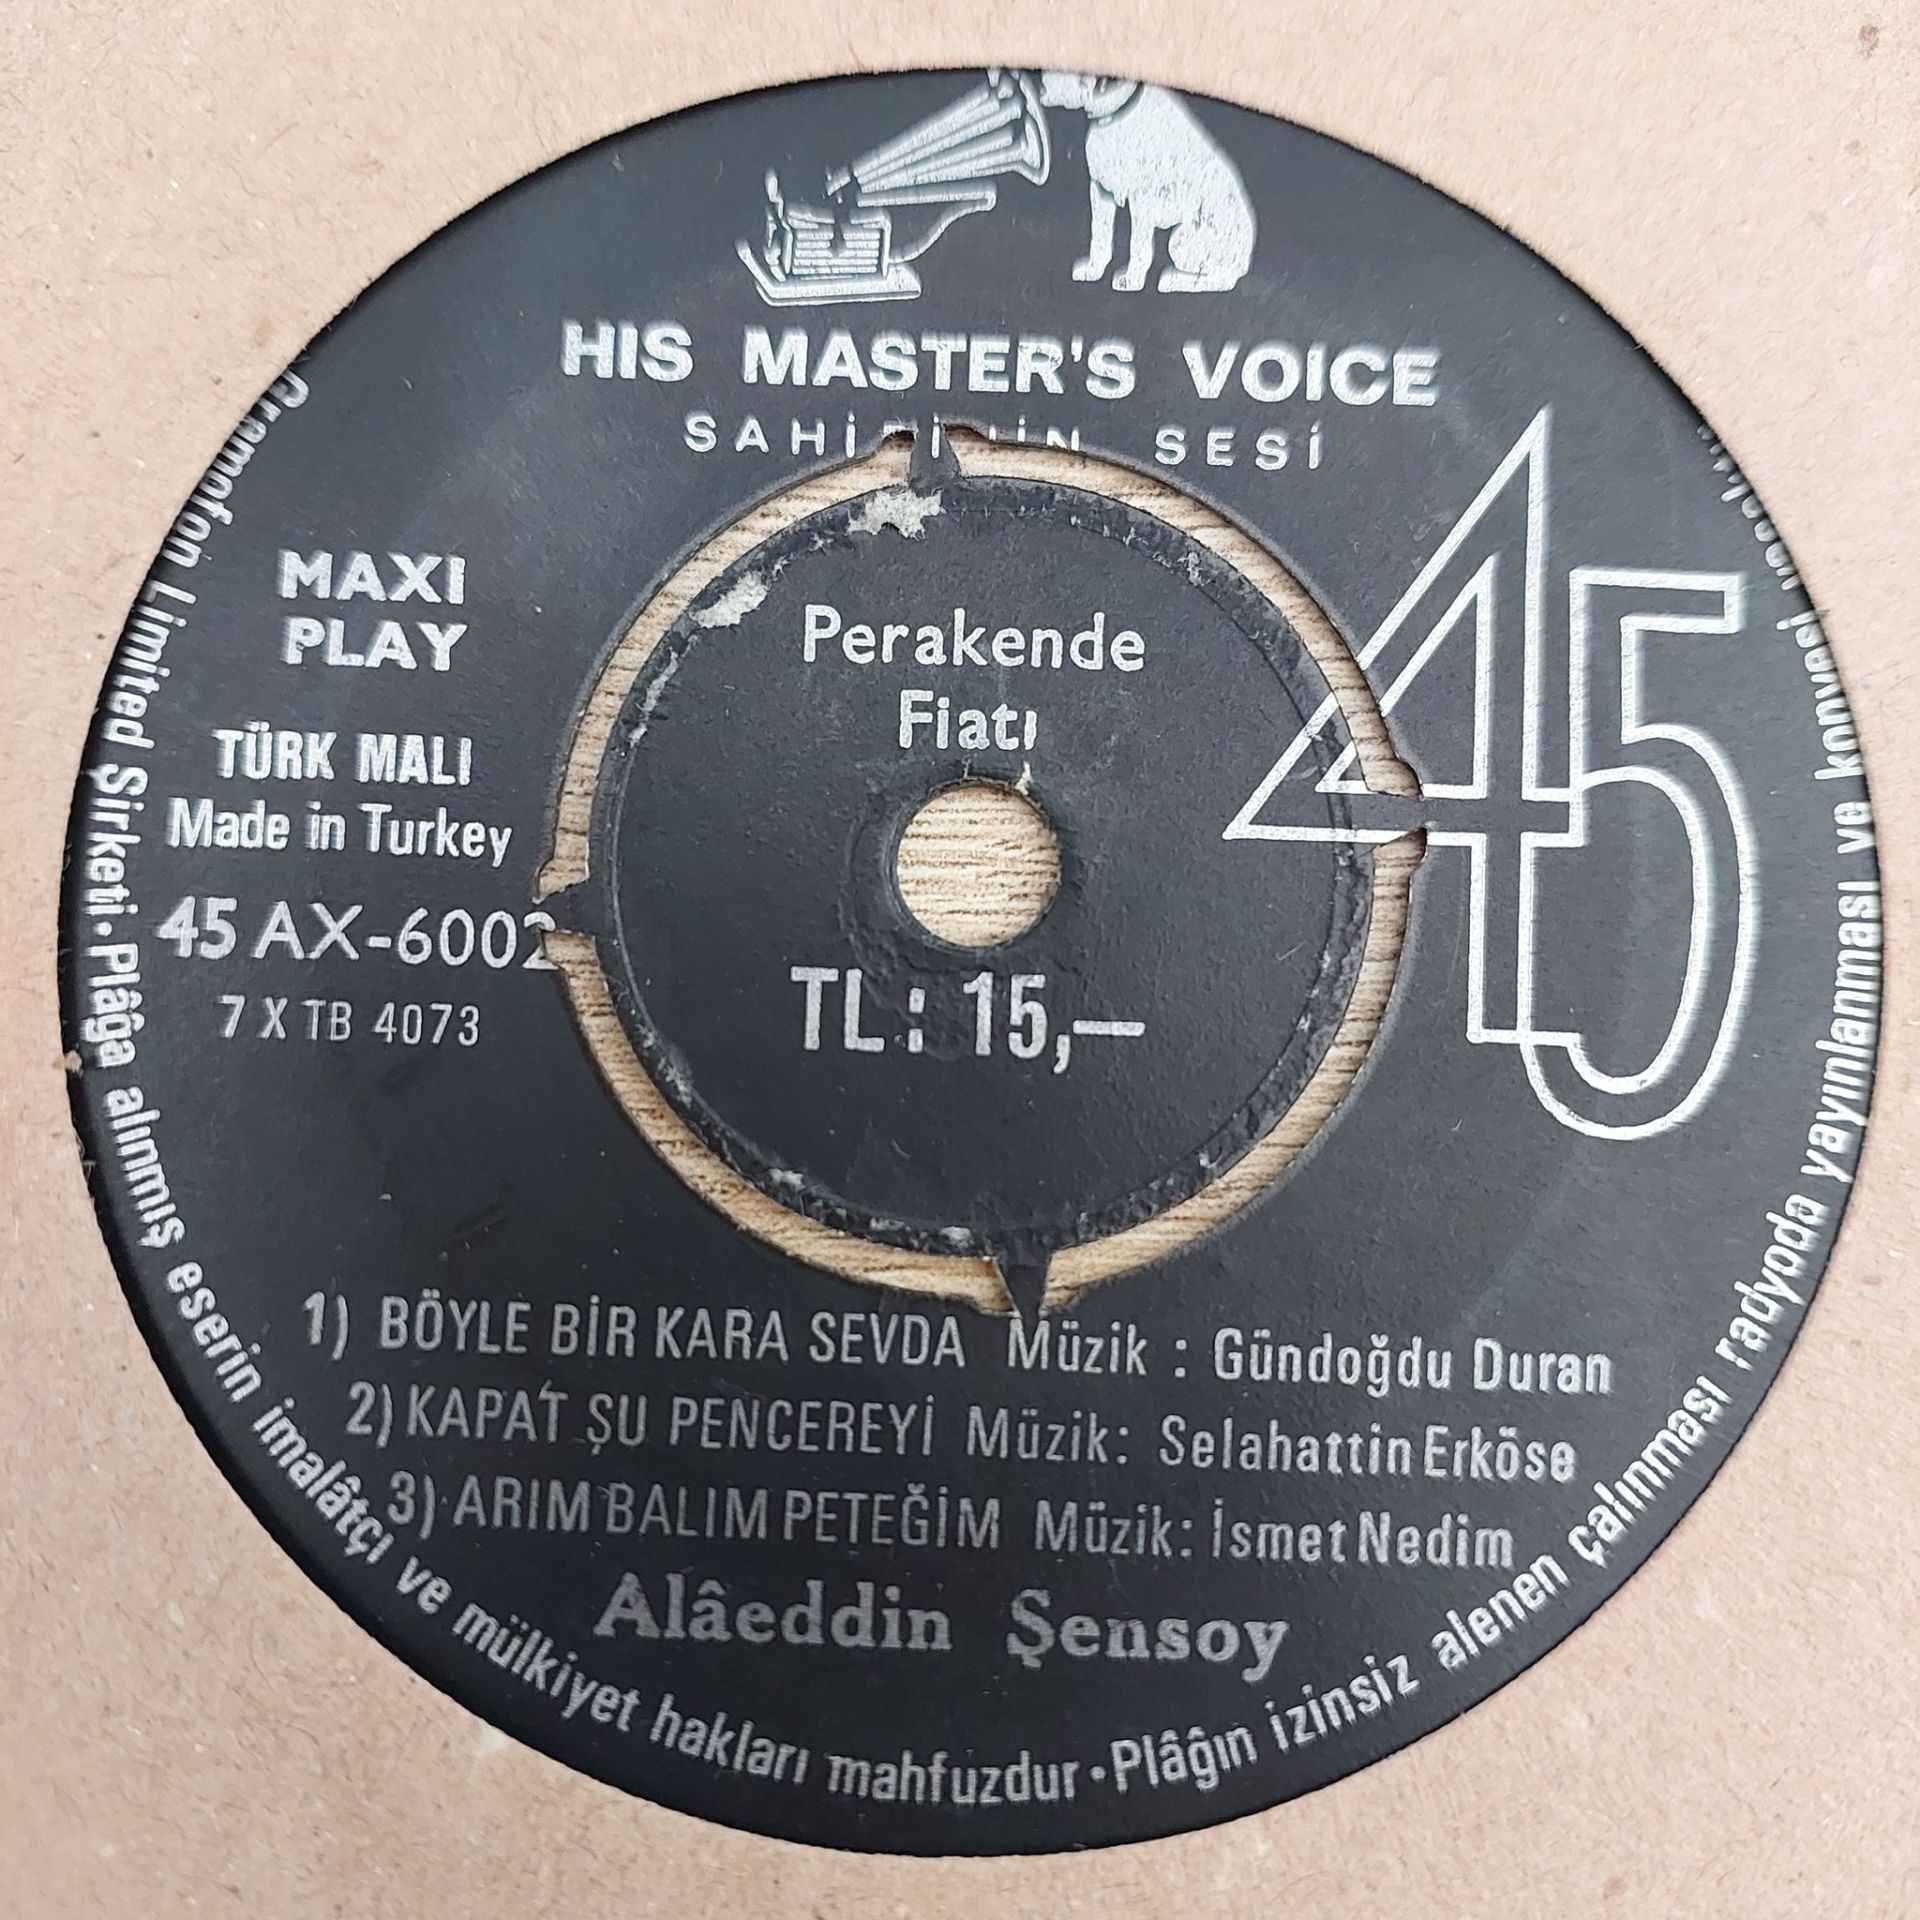 HIS MASTER'S VOICE
SESİ
MAXI
PLAY
TÜRK MALI
Made in Turkey
45 AX-6002
7 X TB 4073
Perakende
Fiatı
TL: 15,—
45
1) BÖYLE BİR KARA SEVDA Müzik : Gündoğdu Duran
2) KAPAT ŞU PENCEREYİ Müzik: Selahattin Erköse
3) ARIM BALIM PETEĞİM Müzik: İsmet Nedim
Alâeddin Şensoy
Gramofon Limited Şirketi • Plâğa alınmış eserin imalâtçı ve mülkiyet hakları mahfuzdur • Plâğın izinsiz alenen çalınması radyoda yayınlanması ve konvesi